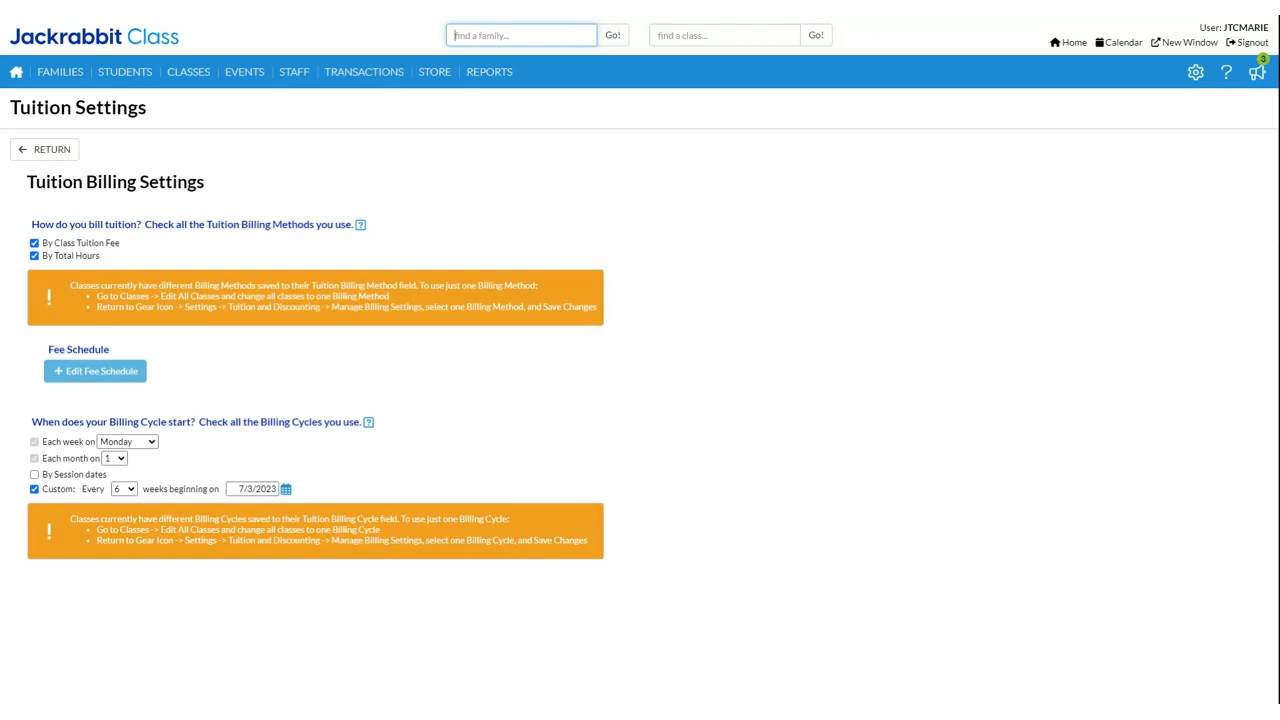 Jackrabbit Class
find a family...
Go!
find a class...
Go!
User: JTCMARIE
Home Calendar New Window Signout
FAMILIES STUDENTS CLASSES EVENTS STAFF TRANSACTIONS STORE REPORTS
3
Tuition Settings
← RETURN
Tuition Billing Settings
How do you bill tuition? Check all the Tuition Billing Methods you use. ?
By Class Tuition Fee
By Total Hours
Classes currently have different Billing Methods saved to their Tuition Billing Method field. To use just one Billing Method:
• Go to Classes -> Edit All Classes and change all classes to one Billing Method
• Return to Gear Icon -> Settings -> Tuition and Discounting -> Manage Billing Settings, select one Billing Method, and Save Changes
Fee Schedule
+ Edit Fee Schedule
When does your Billing Cycle start? Check all the Billing Cycles you use. ?
Each week on Monday
Each month on 1
By Session dates
Custom: Every 6 weeks beginning on 7/3/2023
Classes currently have different Billing Cycles saved to their Tuition Billing Cycle field. To use just one Billing Cycle:
• Go to Classes -> Edit All Classes and change all classes to one Billing Cycle
• Return to Gear Icon -> Settings -> Tuition and Discounting -> Manage Billing Settings, select one Billing Cycle, and Save Changes